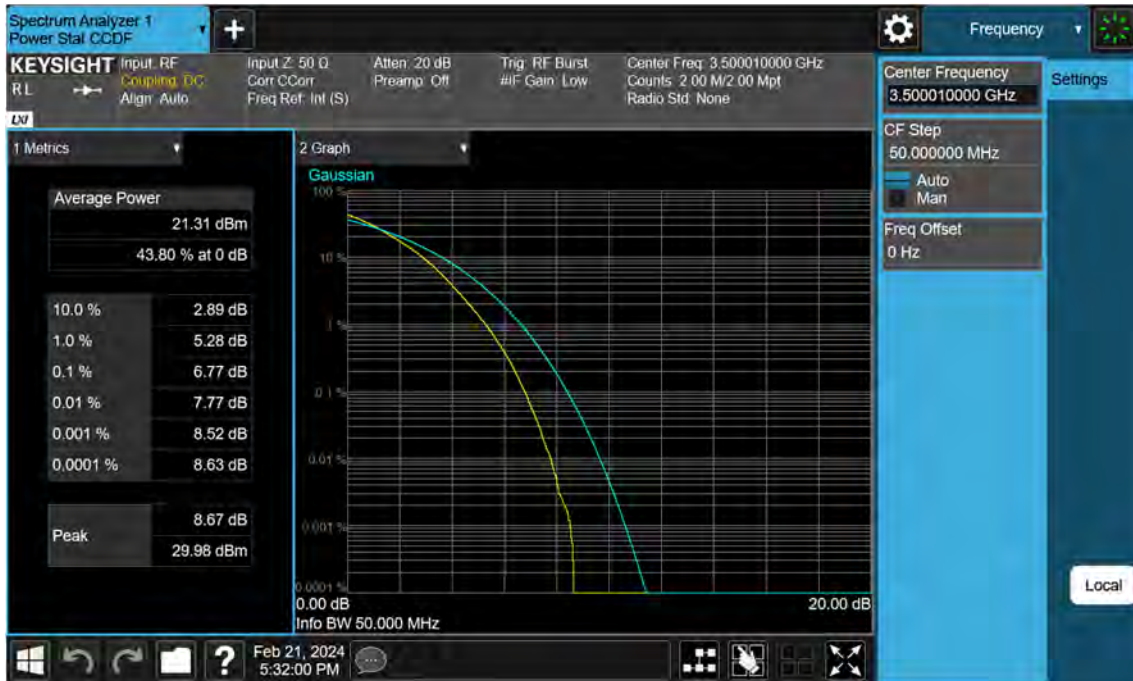 Spectrum Analyzer 1
Power Stat CCDF
+
Frequency
KEYSIGHT
RL
LXI
Input: RF
Coupling: DC
Align: Auto
Input Z: 50 Ω
Corr CCorr
Freq Ref: Int (S)
Atten: 20 dB
Preamp: Off
Trig: RF Burst
#IF Gain: Low
Center Freq: 3.500010000 GHz
Counts: 2.00 M/2.00 Mpt
Radio Std: None
Center Frequency
3.500010000 GHz
Settings
CF Step
50.000000 MHz
Auto
Man
Freq Offset
0 Hz
Local
1 Metrics
Average Power
21.31 dBm
43.80 % at 0 dB
10.0 % 2.89 dB
1.0 % 5.28 dB
0.1 % 6.77 dB
0.01 % 7.77 dB
0.001 % 8.52 dB
0.0001 % 8.63 dB
Peak
8.67 dB
29.98 dBm
2 Graph
Gaussian
100 %
10 %
1 %
0.1 %
0.01 %
0.001 %
0.0001 %
0.00 dB 20.00 dB
Info BW 50.000 MHz
?
Feb 21, 2024
5:32:00 PM